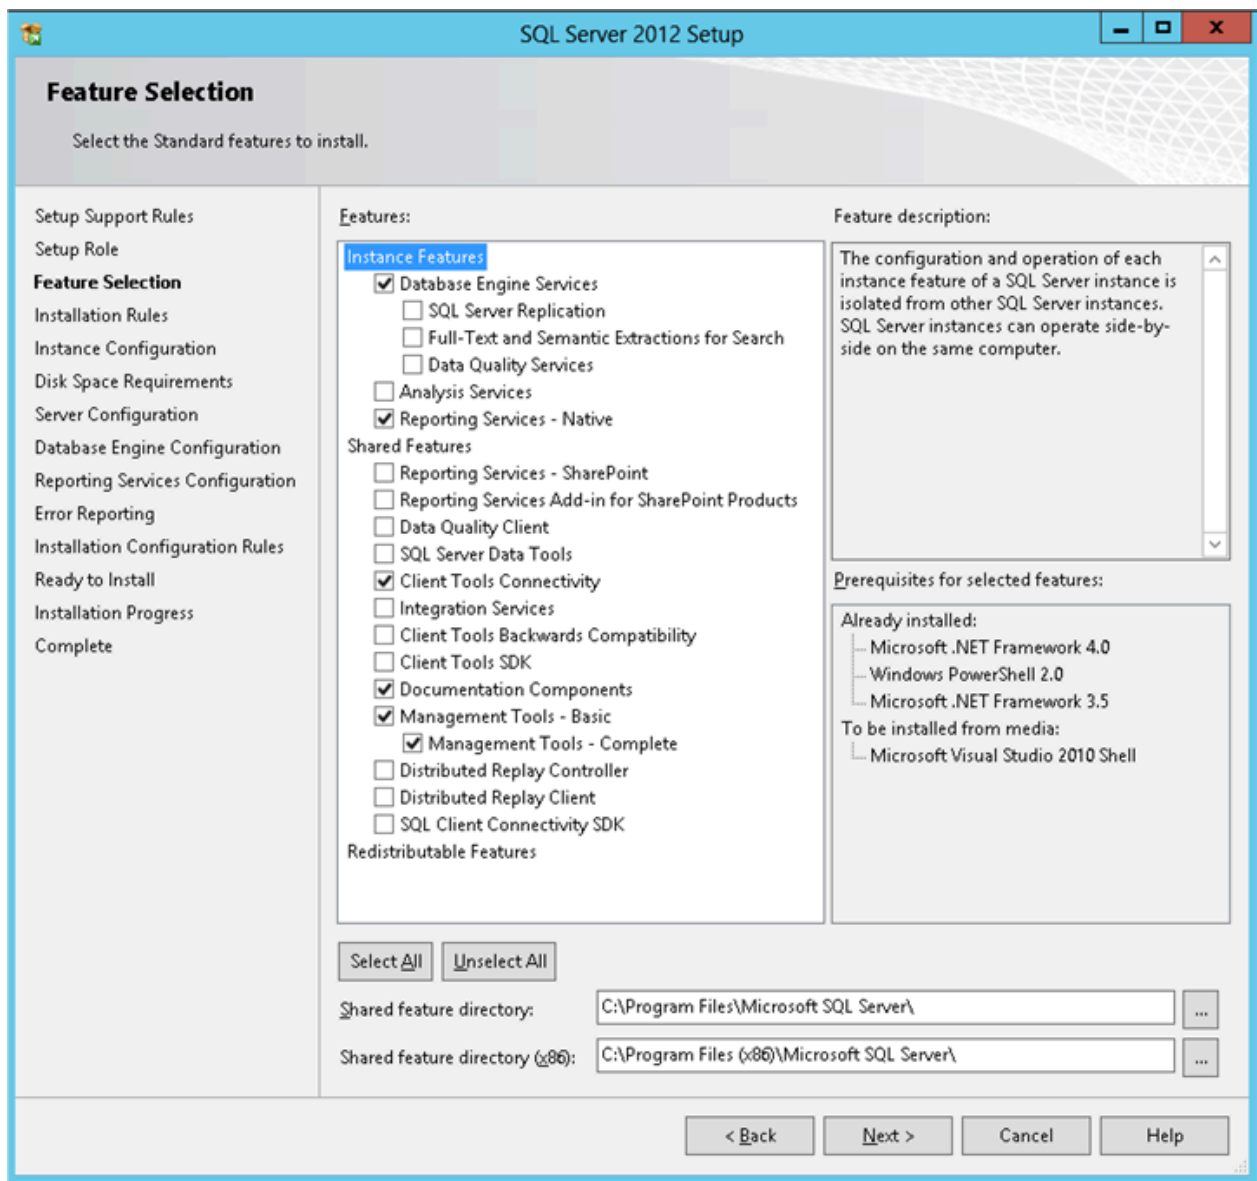 SQL Server 2012 Setup
Feature Selection
Select the Standard features to install.
Setup Support Rules
Setup Role
Feature Selection
Installation Rules
Instance Configuration
Disk Space Requirements
Server Configuration
Database Engine Configuration
Reporting Services Configuration
Error Reporting
Installation Configuration Rules
Ready to Install
Installation Progress
Complete
Features:
Instance Features
Database Engine Services
SQL Server Replication
Full-Text and Semantic Extractions for Search
Data Quality Services
Analysis Services
Reporting Services - Native
Shared Features
Reporting Services - SharePoint
Reporting Services Add-in for SharePoint Products
Data Quality Client
SQL Server Data Tools
Client Tools Connectivity
Integration Services
Client Tools Backwards Compatibility
Client Tools SDK
Documentation Components
Management Tools - Basic
Management Tools - Complete
Distributed Replay Controller
Distributed Replay Client
SQL Client Connectivity SDK
Redistributable Features
Feature description:
The configuration and operation of each
instance feature of a SQL Server instance is
isolated from other SQL Server instances.
SQL Server instances can operate side-by-
side on the same computer.
Prerequisites for selected features:
Already installed:
Microsoft .NET Framework 4.0
Windows PowerShell 2.0
Microsoft .NET Framework 3.5
To be installed from media:
Microsoft Visual Studio 2010 Shell
Select All
Unselect All
Shared feature directory:
C:\Program Files\Microsoft SQL Server\
...
Shared feature directory (x86):
C:\Program Files (x86)\Microsoft SQL Server\
...
< Back
Next >
Cancel
Help